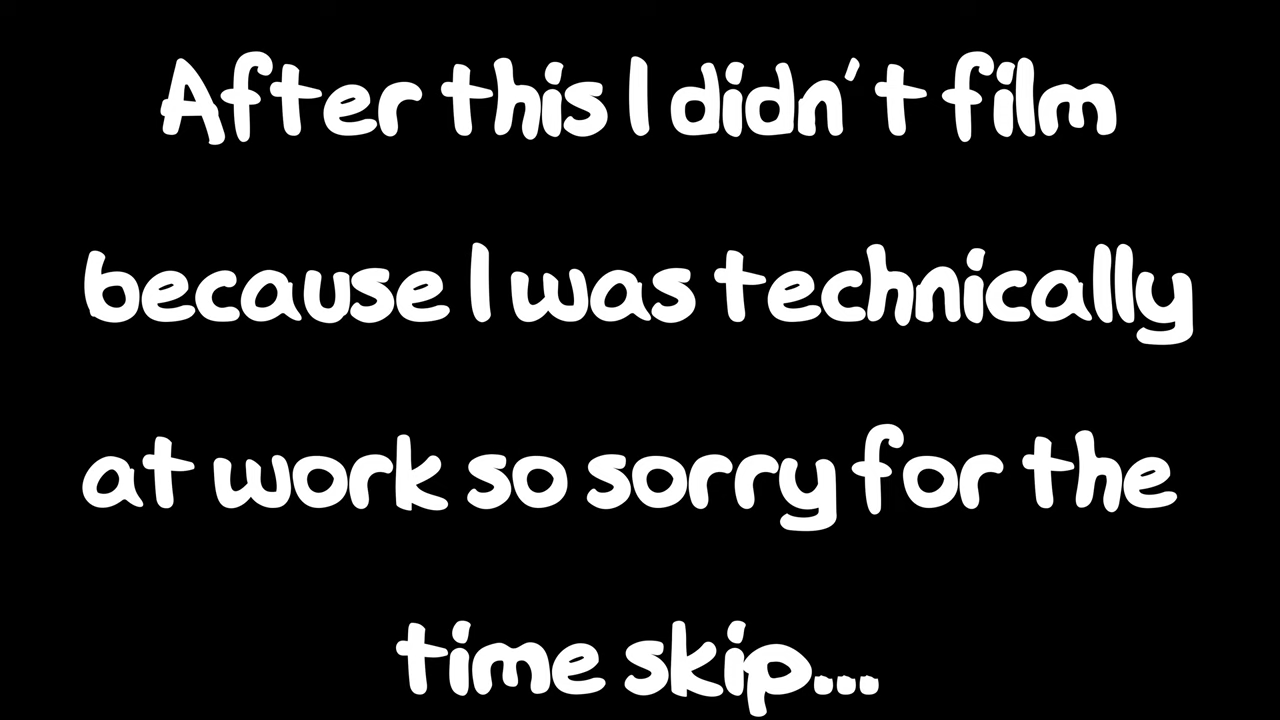 After this I didn't film
because I was technically
at work so sorry for the
time skip...